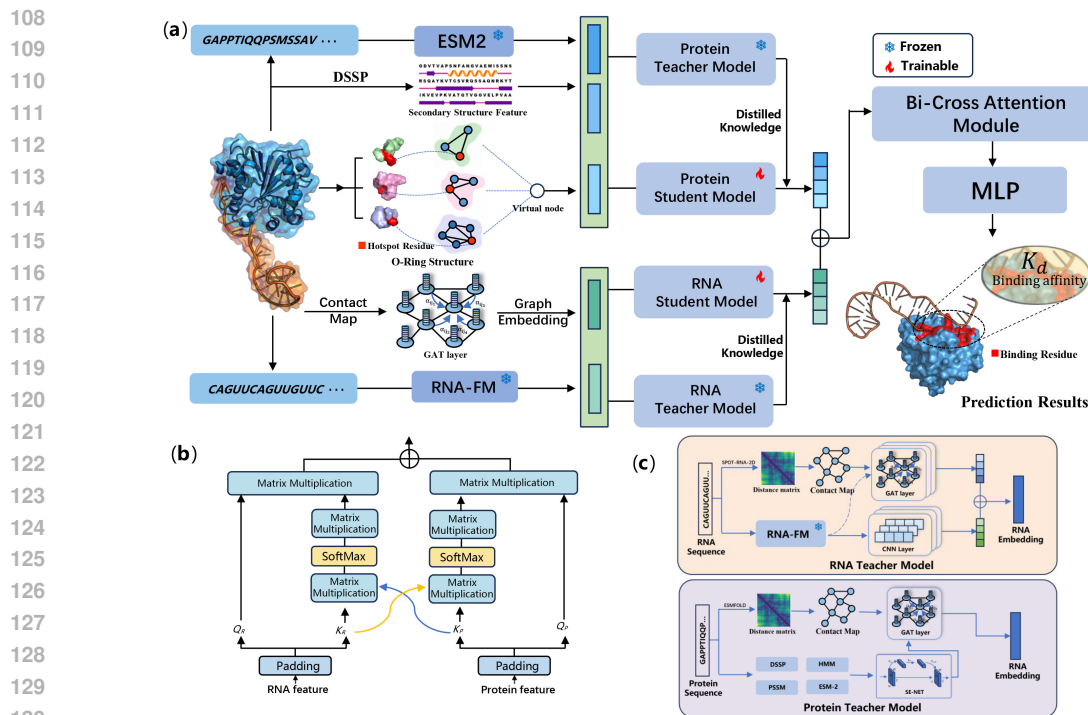 108
109
110
111
112
113
114
115
116
117
118
119
120
121
122
123
124
125
126
127
128
129
(a)
GAPPTIQQPSMSSAV ···
ESM2
DSSP
Secondary Structure Feature
Hotspot Residue
O-Ring Structure
Virtual node
Contact
Map
GAT layer
Graph
Embedding
CAGUUCAGUUGUUC ···
RNA-FM
Protein
Teacher Model
Distilled
Knowledge
Protein
Student Model
RNA
Student Model
Distilled
Knowledge
RNA
Teacher Model
Frozen
Trainable
Bi-Cross Attention
Module
MLP
Kd
Binding affinity
Binding Residue
Prediction Results
(b)
Matrix Multiplication
Matrix Multiplication
Matrix
Multiplication
Matrix
Multiplication
SoftMax
SoftMax
Matrix
Multiplication
Matrix
Multiplication
QR
KR
KP
QP
Padding
Padding
RNA feature
Protein feature
(c)
CAGUUCAGUU...
RNA
Sequence
SPOT-RNA-2D
Distance matrix
Contact Map
GAT layer
RNA-FM
CNN Layer
RNA
Embedding
RNA Teacher Model
GAPPTIQQP...
Protein
Sequence
ESMFOLD
Distance matrix
Contact Map
GAT layer
DSSP
HMM
PSSM
ESM-2
SE-NET
RNA
Embedding
Protein Teacher Model